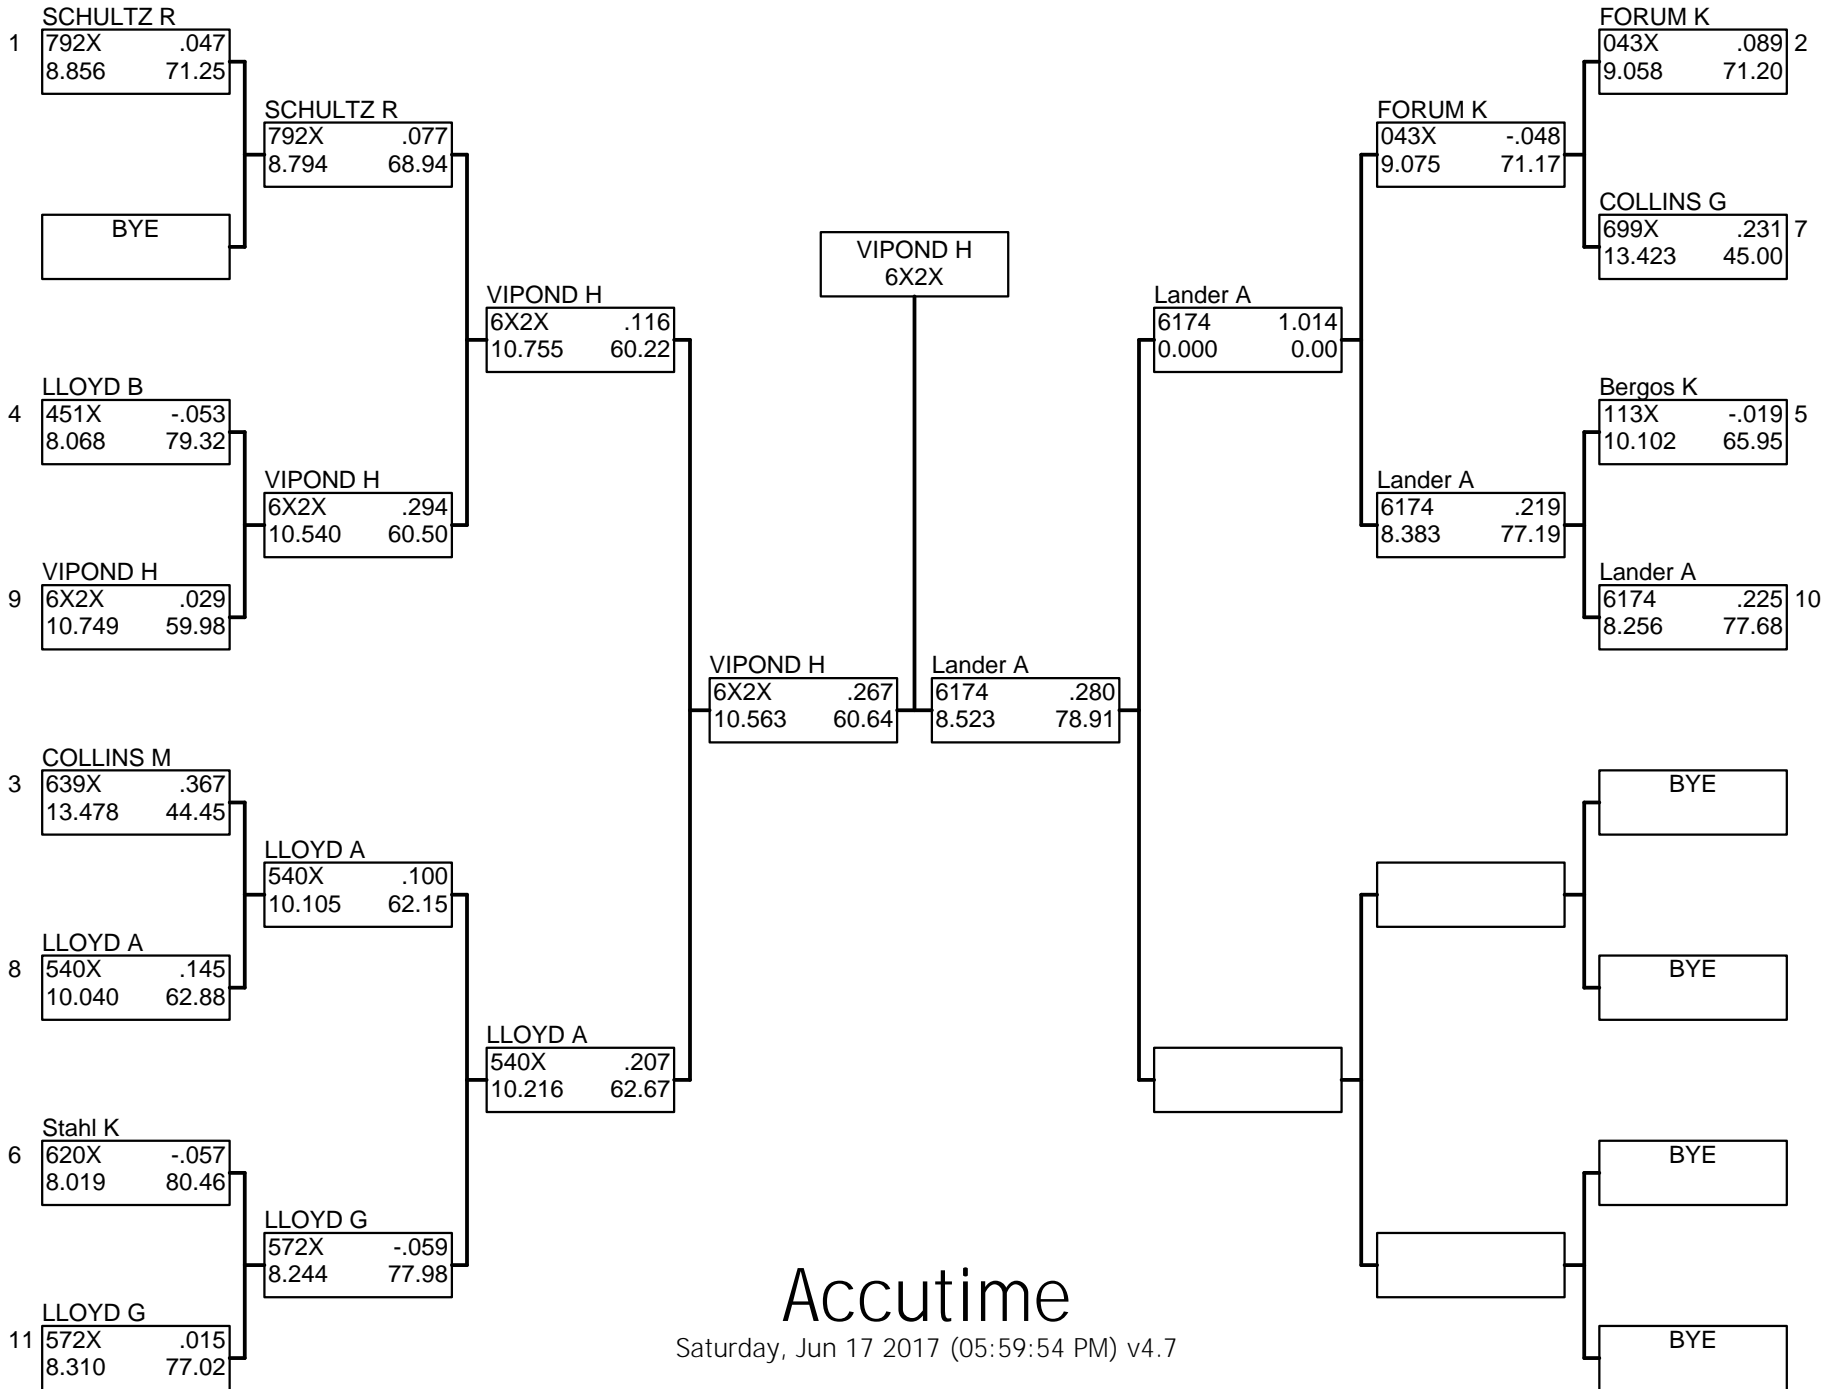 SCHULTZ R
1 792X .047
8.856 71.25
SCHULTZ R
792X .077
8.794 68.94
BYE
VIPOND H
6X2X .116
10.755 60.22
LLOYD B
4 451X -.053
8.068 79.32
VIPOND H
6X2X .294
10.540 60.50
VIPOND H
9 6X2X .029
10.749 59.98
VIPOND H
6X2X .267
10.563 60.64
COLLINS M
3 639X .367
13.478 44.45
LLOYD A
540X .100
10.105 62.15
LLOYD A
8 540X .145
10.040 62.88
LLOYD A
540X .207
10.216 62.67
Stahl K
6 620X -.057
8.019 80.46
LLOYD G
572X -.059
8.244 77.98
LLOYD G
11 572X .015
8.310 77.02
VIPOND H
6X2X
Lander A
6174 .280
8.523 78.91
Lander A
6174 1.014
0.000 0.00
FORUM K
043X -.048
9.075 71.17
Lander A
6174 .219
8.383 77.19
FORUM K
043X .089 2
9.058 71.20
COLLINS G
699X .231 7
13.423 45.00
Bergos K
113X -.019 5
10.102 65.95
Lander A
6174 .225 10
8.256 77.68
BYE
BYE
BYE
BYE
Accutime
Saturday, Jun 17 2017 (05:59:54 PM) v4.7